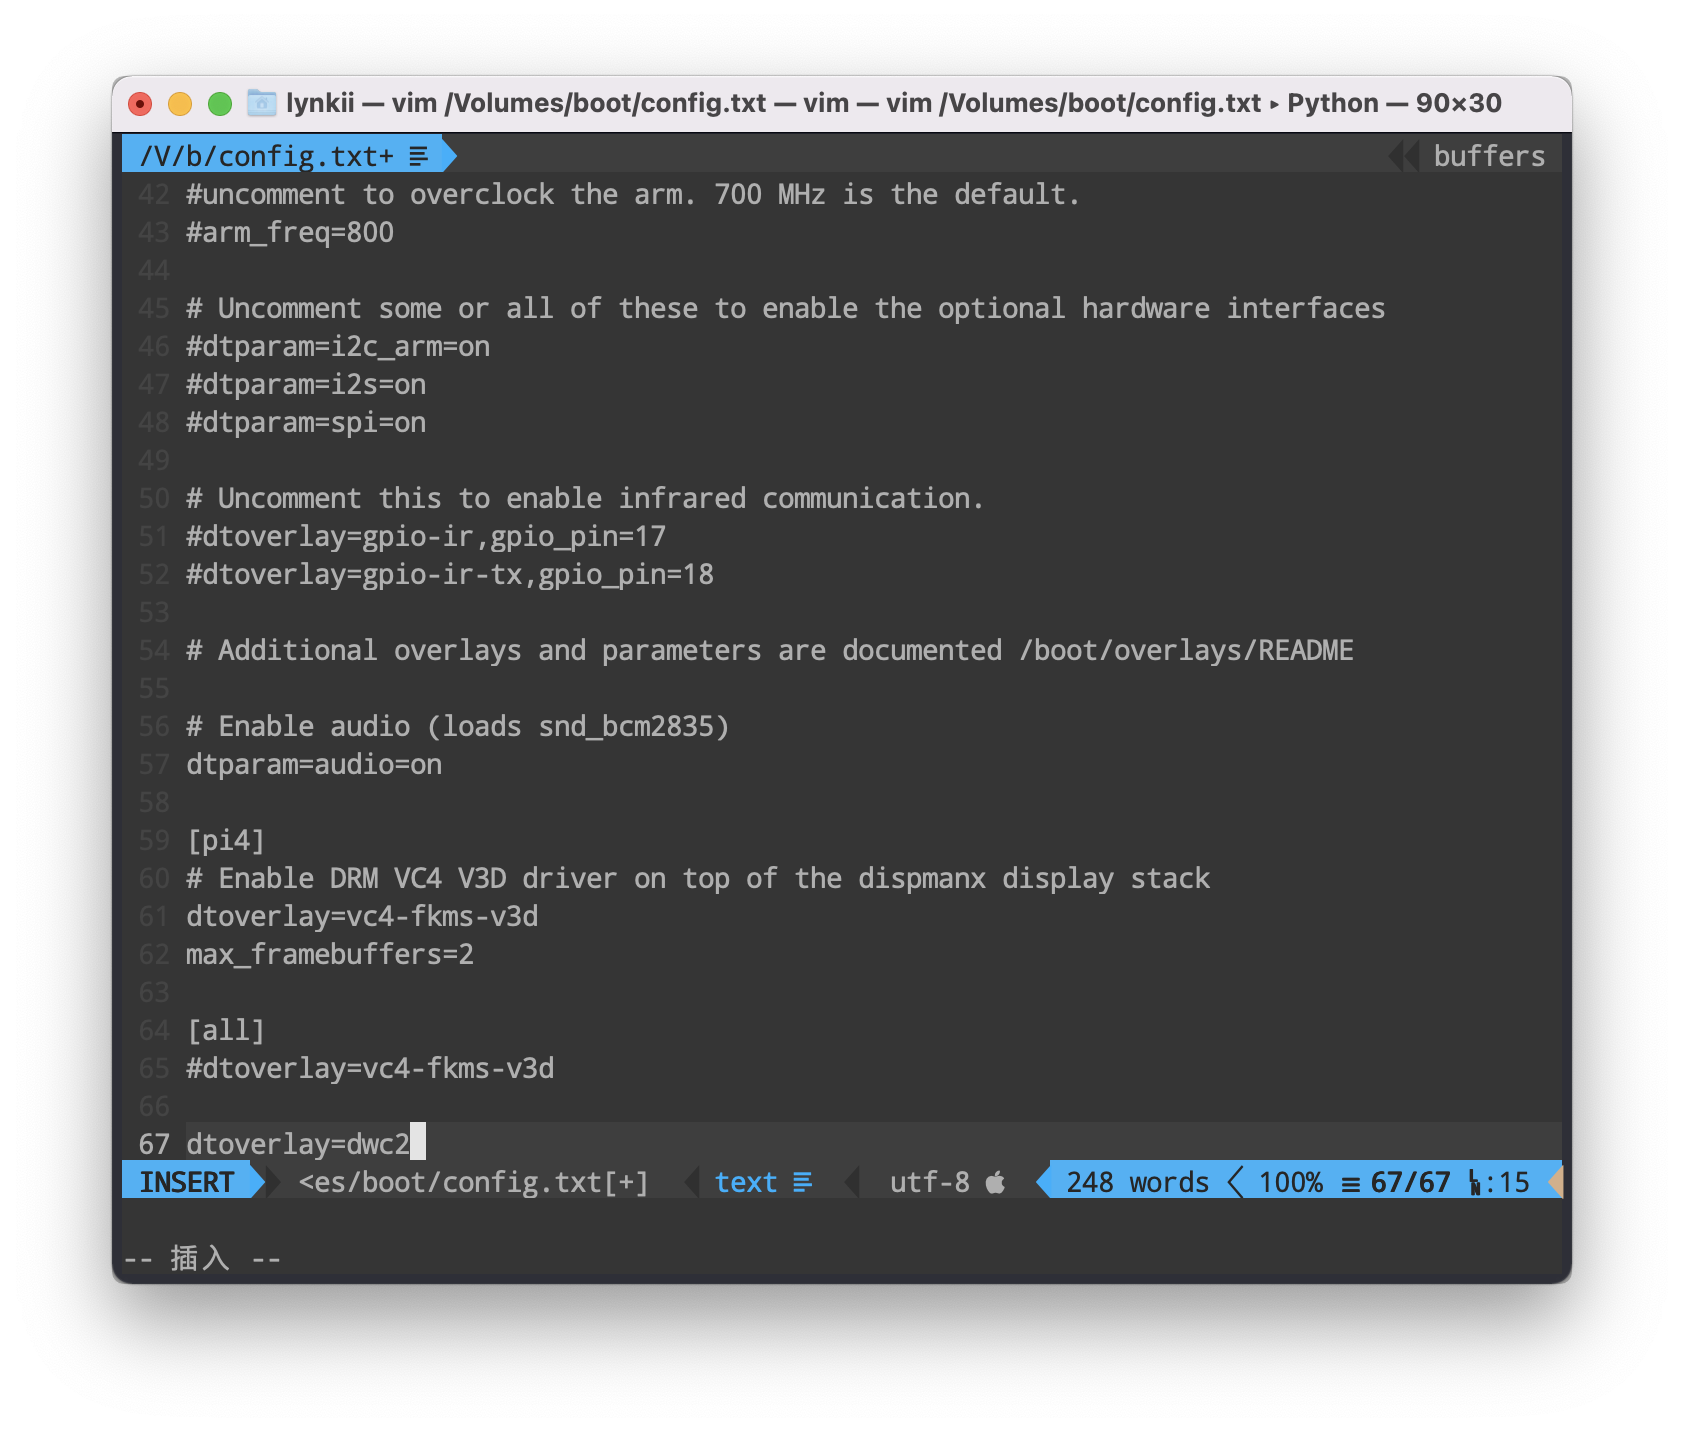 lynkii — vim /Volumes/boot/config.txt — vim — vim /Volumes/boot/config.txt ▸ Python — 90×30
/V/b/config.txt+ buffers
42 #uncomment to overclock the arm. 700 MHz is the default.
43 #arm_freq=800
44
45 # Uncomment some or all of these to enable the optional hardware interfaces
46 #dtparam=i2c_arm=on
47 #dtparam=i2s=on
48 #dtparam=spi=on
49
50 # Uncomment this to enable infrared communication.
51 #dtoverlay=gpio-ir,gpio_pin=17
52 #dtoverlay=gpio-ir-tx,gpio_pin=18
53
54 # Additional overlays and parameters are documented /boot/overlays/README
55
56 # Enable audio (loads snd_bcm2835)
57 dtparam=audio=on
58
59 [pi4]
60 # Enable DRM VC4 V3D driver on top of the dispmanx display stack
61 dtoverlay=vc4-fkms-v3d
62 max_framebuffers=2
63
64 [all]
65 #dtoverlay=vc4-fkms-v3d
66
67 dtoverlay=dwc2
INSERT <es/boot/config.txt[+] text utf-8 248 words 100% ≡ 67/67 :15
-- 插入 --